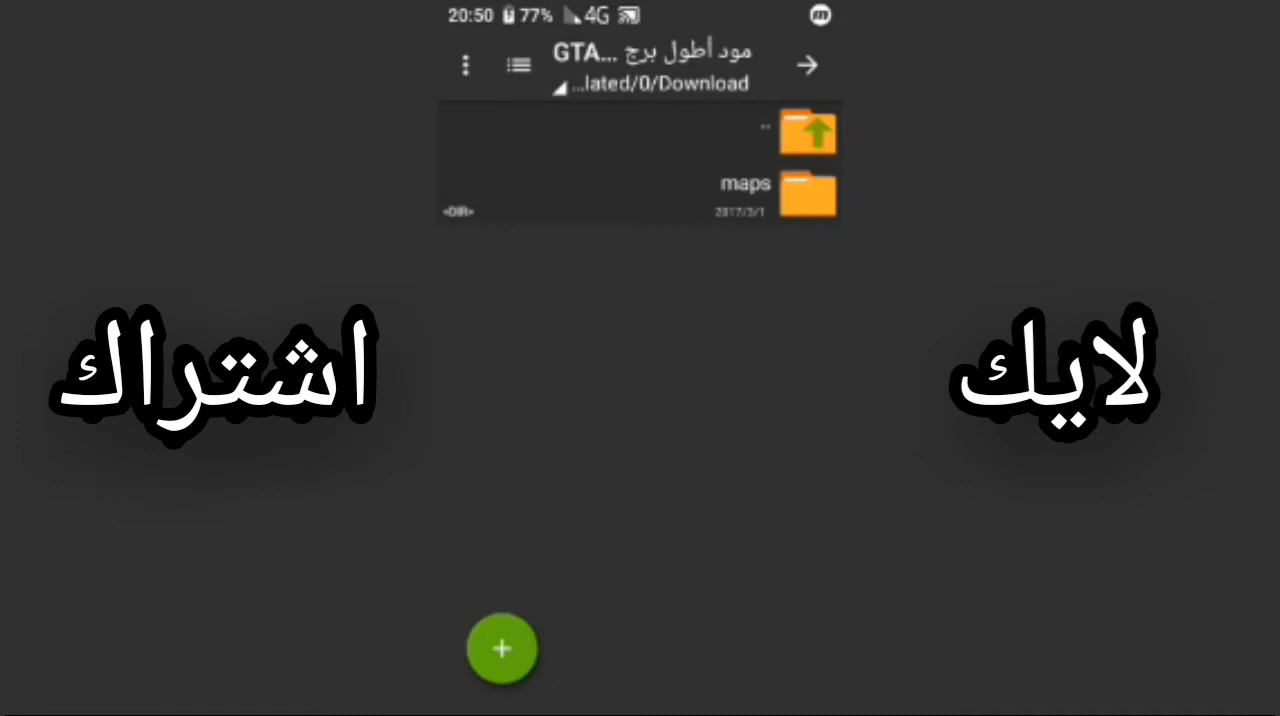 20:50 77% 4G
مود أطول برج GTA...
...lated/0/Download
..
maps
<DIR> 2017/3/1
لايك
اشتراك
+